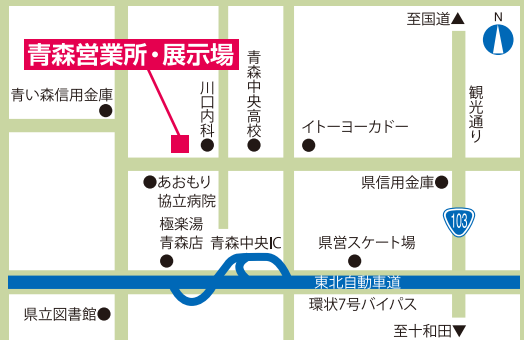 至国道▲
N
青森営業所・展示場
青い森信用金庫
川口内科
青森中央高校
イトーヨーカドー
観光通り
あおもり
協立病院
県信用金庫
103
極楽湯
青森店
青森中央IC
県営スケート場
東北自動車道
環状7号バイパス
県立図書館
至十和田▼